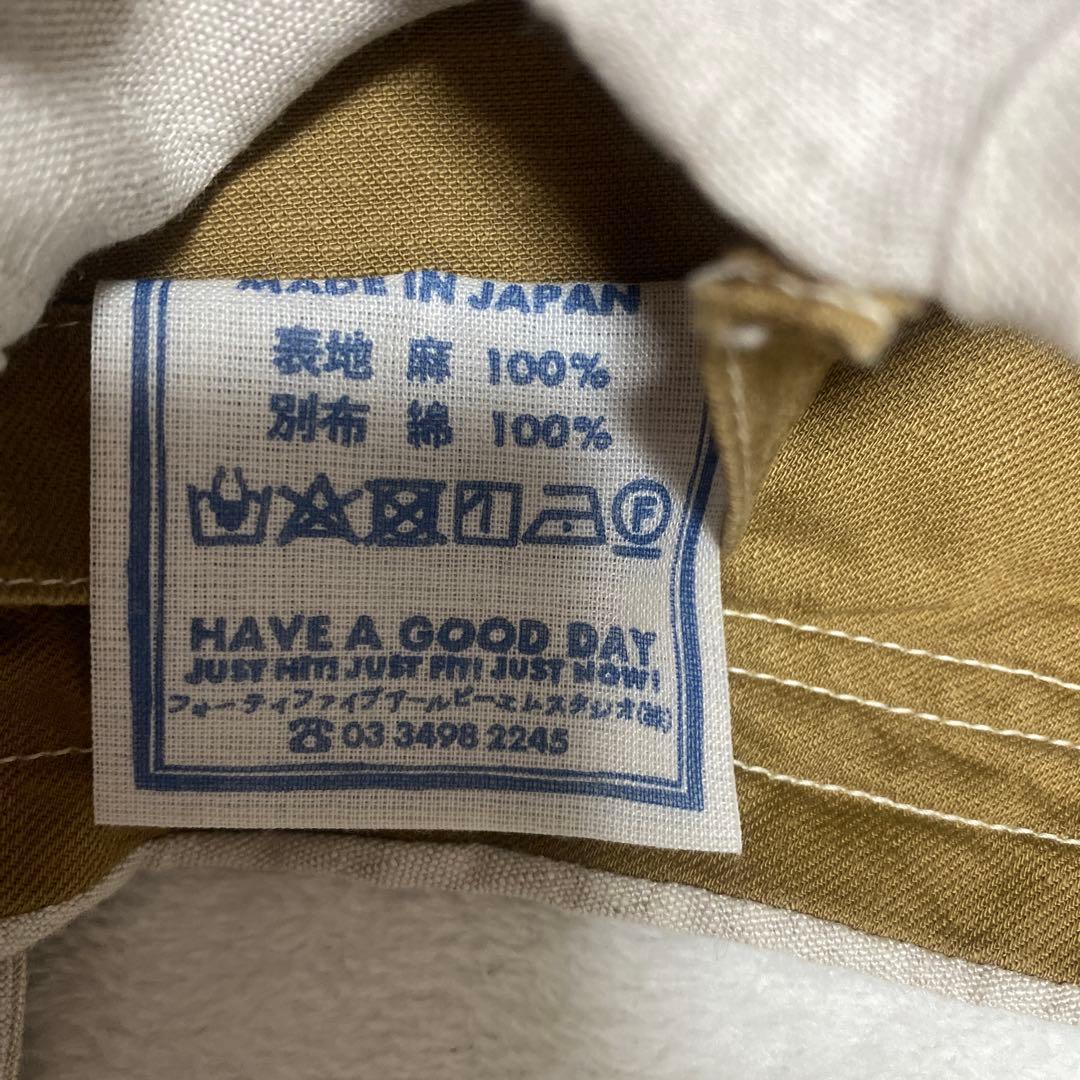 MADE IN JAPAN
表地 麻 100%
別布 綿 100%
F
HAVE A GOOD DAY
JUST HIT! JUST FIT! JUST NOW!
フォーティファイブアールピーエムスタジオ(株)
☎ 03 3498 2245